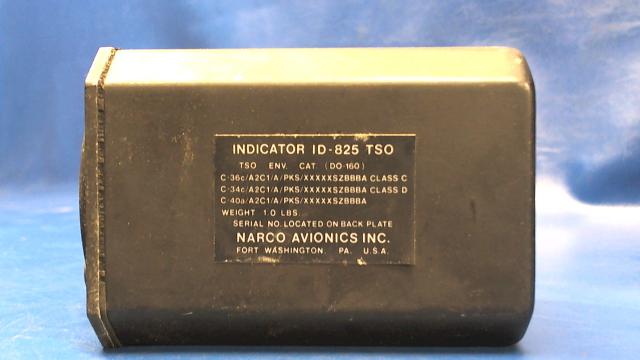 INDICATOR ID-825 TSO
TSO ENV. CAT. (DO-160)
C-36c/A2C1/A/PKS/XXXXXSZBBBA CLASS C
C-34c/A2C1/A/PKS/XXXXXSZBBBA CLASS D
C-40a/A2C1/A/PKS/XXXXXSZBBBA
WEIGHT 1.0 LBS.
SERIAL NO. LOCATED ON BACK PLATE
NARCO AVIONICS INC.
FORT WASHINGTON, PA. U.S.A.